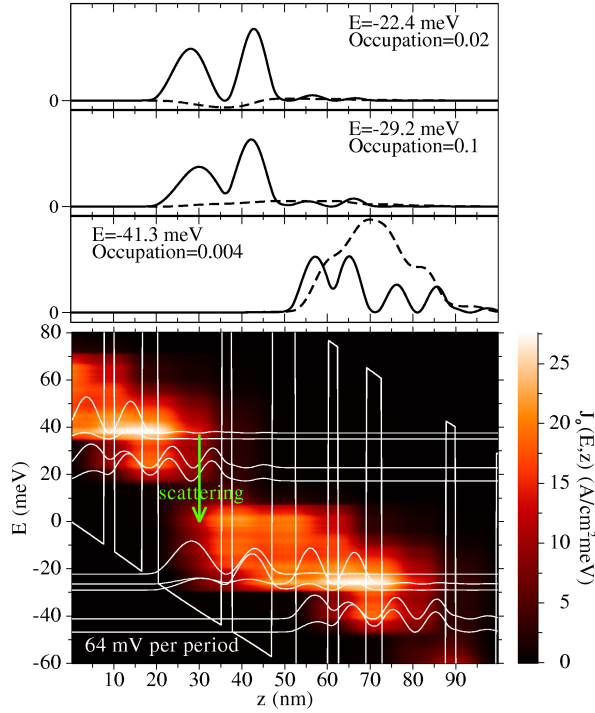 E=-22.4 meV
Occupation=0.02
0
E=-29.2 meV
Occupation=0.1
0
E=-41.3 meV
Occupation=0.004
0
80
60
40
20
0
-20
-40
-60
E (meV)
scattering
64 mV per period
10 20 30 40 50 60 70 80 90
z (nm)
25
20
15
10
5
0
J₀(E,z) (A/cm²meV)